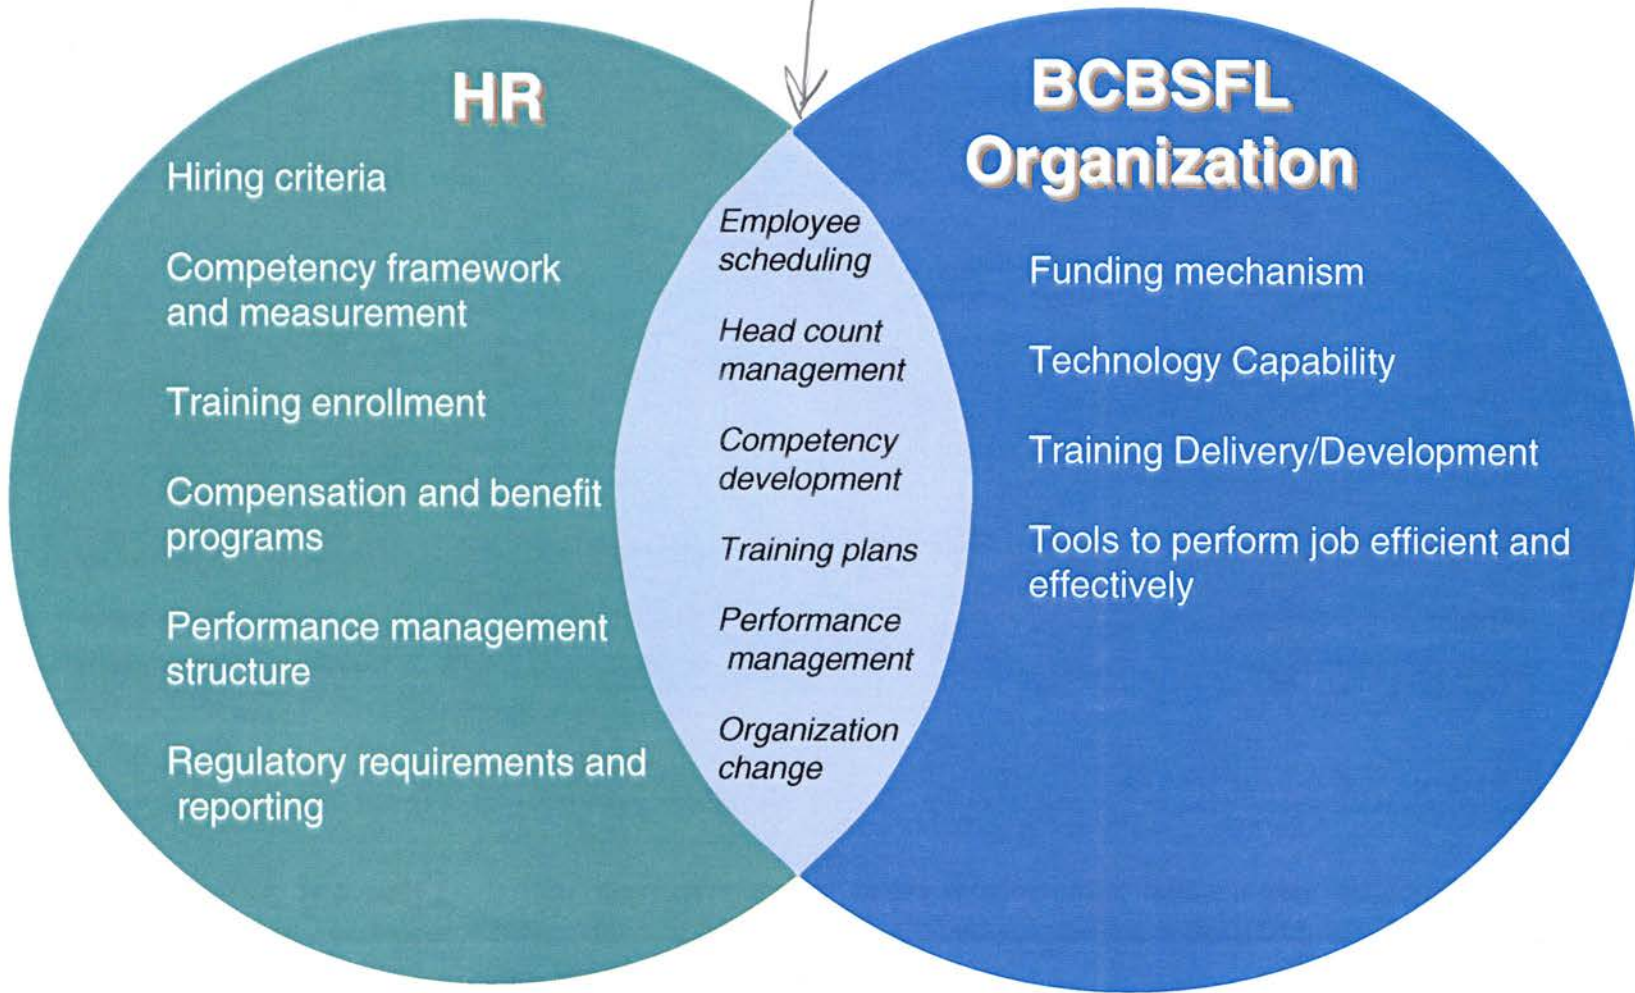 HR
Hiring criteria
Competency framework
and measurement
Training enrollment
Compensation and benefit
programs
Performance management
structure
Regulatory requirements and
reporting
Employee
scheduling
Head count
management
Competency
development
Training plans
Performance
management
Organization
change
BCBSFL
Organization
Funding mechanism
Technology Capability
Training Delivery/Development
Tools to perform job efficient and
effectively